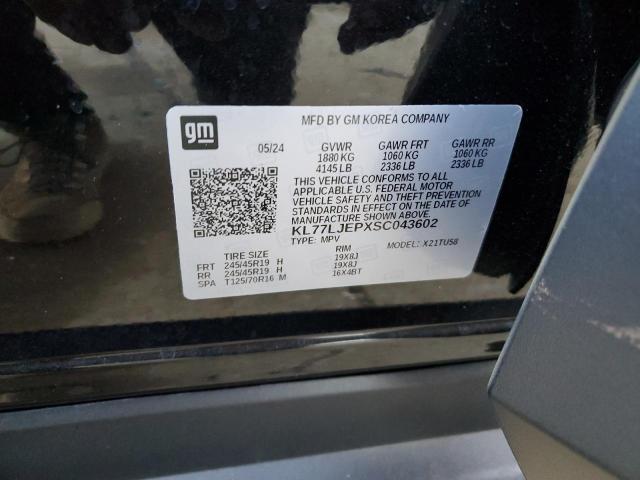 gm
MFD BY GM KOREA COMPANY
05/24 GVWR GAWR FRT GAWR RR
1880 KG 1060 KG 1060 KG
4145 LB 2336 LB 2336 LB
THIS VEHICLE CONFORMS TO ALL
APPLICABLE U.S. FEDERAL MOTOR
VEHICLE SAFETY AND THEFT PREVENTION
STANDARDS IN EFFECT ON THE DATE OF
MANUFACTURE SHOWN ABOVE.
KL77LJEPXSC043602
TYPE: MPV MODEL: X21TU58
TIRE SIZE RIM
FRT 245/45R19 H 19X8J
RR 245/45R19 H 19X8J
SPA T125/70R16 M 16X4BT